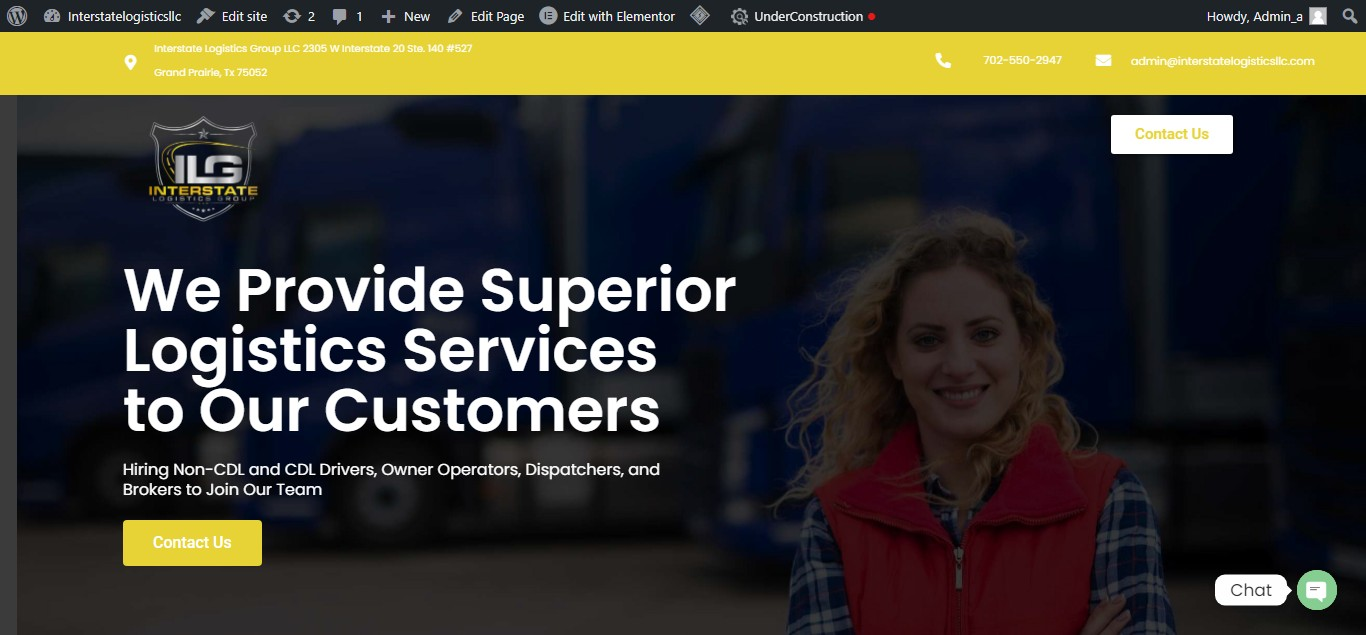 Interstatelogisticsllc Edit site 2 1 New Edit Page Edit with Elementor UnderConstruction Howdy, Admin_a
Interstate Logistics Group LLC 2305 W Interstate 20 Ste. 140 #527
Grand Prairie, Tx 75052
702-550-2947 admin@interstatelogisticsllc.com
Contact Us
ILG
INTERSTATE
LOGISTICS GROUP
We Provide Superior
Logistics Services
to Our Customers
Hiring Non-CDL and CDL Drivers, Owner Operators, Dispatchers, and
Brokers to Join Our Team
Contact Us
Chat